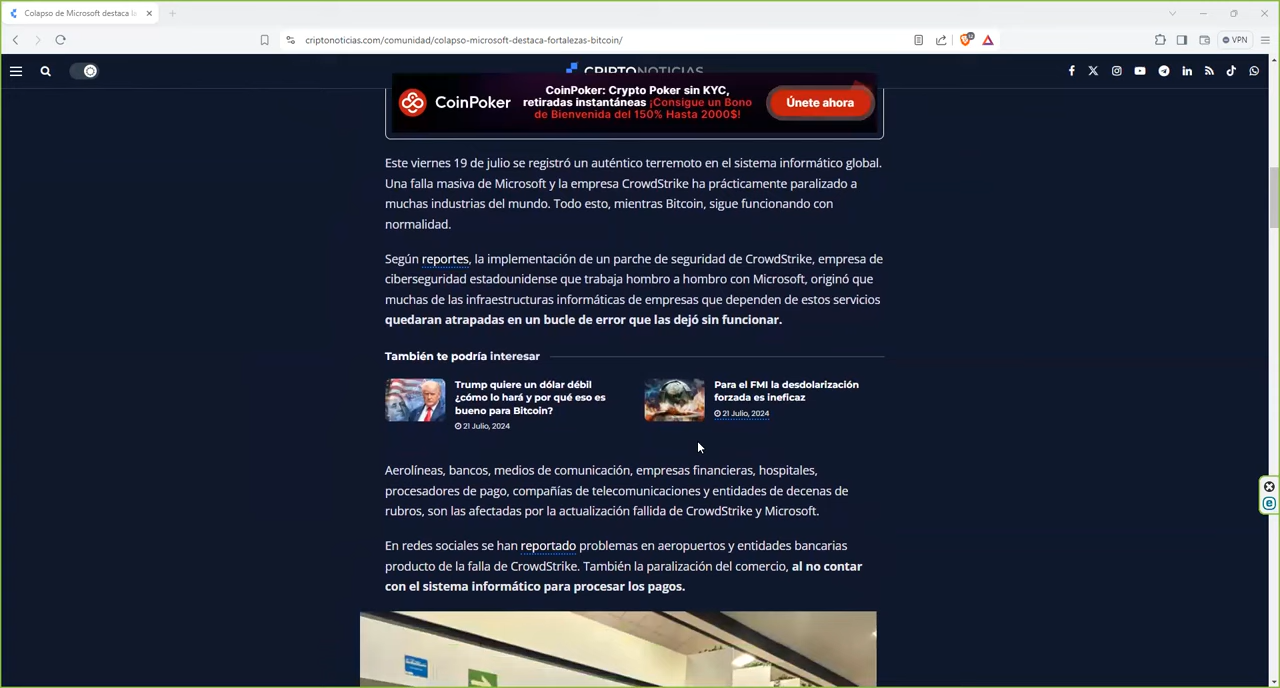 Colapso de Microsoft destaca la
criptonoticias.com/comunidad/colapso-microsoft-destaca-fortalezas-bitcoin/
VPN
CRIPTONOTICIAS
CoinPoker
CoinPoker: Crypto Poker sin KYC,
retiradas instantáneas ¡Consigue un Bono
de Bienvenida del 150% Hasta 2000$!
Únete ahora
Este viernes 19 de julio se registró un auténtico terremoto en el sistema informático global.
Una falla masiva de Microsoft y la empresa CrowdStrike ha prácticamente paralizado a
muchas industrias del mundo. Todo esto, mientras Bitcoin, sigue funcionando con
normalidad.
Según reportes, la implementación de un parche de seguridad de CrowdStrike, empresa de
ciberseguridad estadounidense que trabaja hombro a hombro con Microsoft, originó que
muchas de las infraestructuras informáticas de empresas que dependen de estos servicios
quedaran atrapadas en un bucle de error que las dejó sin funcionar.
También te podría interesar
Trump quiere un dólar débil
¿cómo lo hará y por qué eso es
bueno para Bitcoin?
21 Julio, 2024
Para el FMI la desdolarización
forzada es ineficaz
21 Julio, 2024
Aerolíneas, bancos, medios de comunicación, empresas financieras, hospitales,
procesadores de pago, compañías de telecomunicaciones y entidades de decenas de
rubros, son las afectadas por la actualización fallida de CrowdStrike y Microsoft.
En redes sociales se han reportado problemas en aeropuertos y entidades bancarias
producto de la falla de CrowdStrike. También la paralización del comercio, al no contar
con el sistema informático para procesar los pagos.